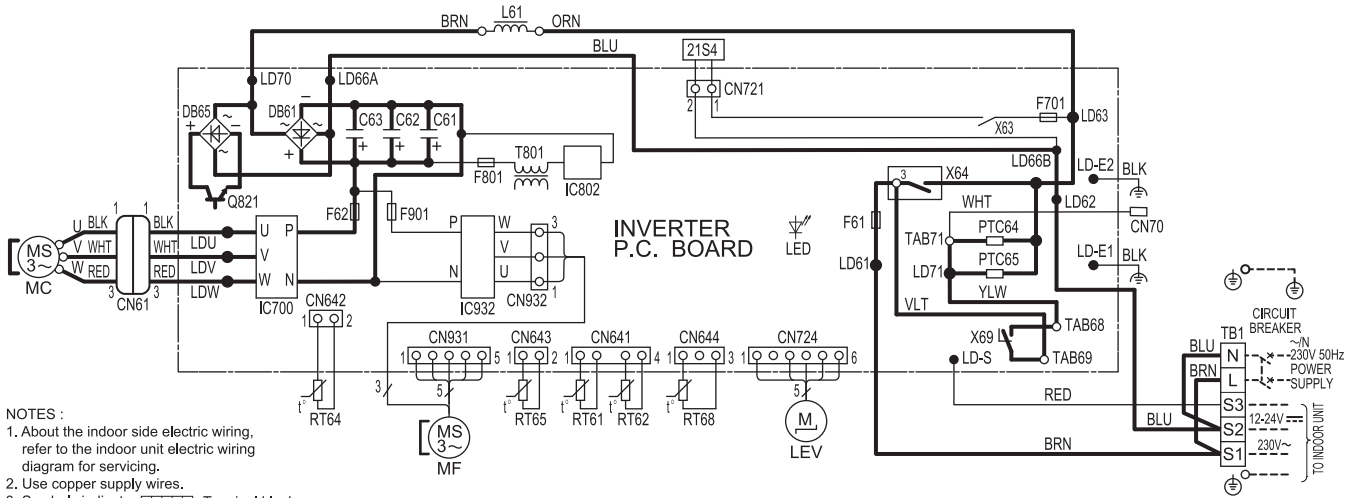 L61
BRN
ORN
BLU
21S4
LD70
LD66A
CN721
2
1
F701
X63
LD63
DB65
DB61
C63
C62
C61
T801
F801
IC802
Q821
LD66B
LD-E2
BLK
X64
3
WHT
LD62
CN70
PTC64
TAB71
F61
LD61
PTC65
LD71
LD-E1
BLK
YLW
VLT
TAB68
X69
LD-S
TAB69
F62
F901
INVERTER
P.C. BOARD
LED
MS
3~
MC
U BLK
V WHT
W RED
1
3
CN61
1
3
BLK
WHT
RED
LDU
LDV
LDW
U P
V
W N
IC700
P W
V
N U
IC932
3
1
CN932
CN642
1 2
t°
RT64
CN931
1 5
3
5
MS
3~
MF
CN643
1 2
t°
RT65
CN641
1 4
t°
RT61
t°
RT62
CN644
1 3
t°
RT68
CN724
1 6
5
M
LEV
CIRCUIT
BREAKER
TB1
BLU
BRN
N
L
S3
S2
S1
~/N
230V 50Hz
POWER
SUPPLY
RED
BLU
BRN
12-24V
230V~
TO INDOOR UNIT
NOTES :
1. About the indoor side electric wiring,
refer to the indoor unit electric wiring
diagram for servicing.
2. Use copper supply wires.